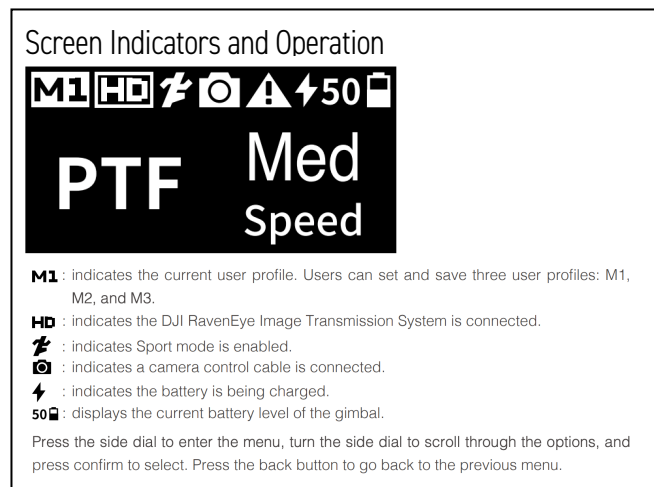 Screen Indicators and Operation
M1 HD 50
PTF Med
Speed
M1 : indicates the current user profile. Users can set and save three user profiles: M1,
M2, and M3.
HD : indicates the DJI RavenEye Image Transmission System is connected.
: indicates Sport mode is enabled.
: indicates a camera control cable is connected.
: indicates the battery is being charged.
50 : displays the current battery level of the gimbal.
Press the side dial to enter the menu, turn the side dial to scroll through the options, and
press confirm to select. Press the back button to go back to the previous menu.